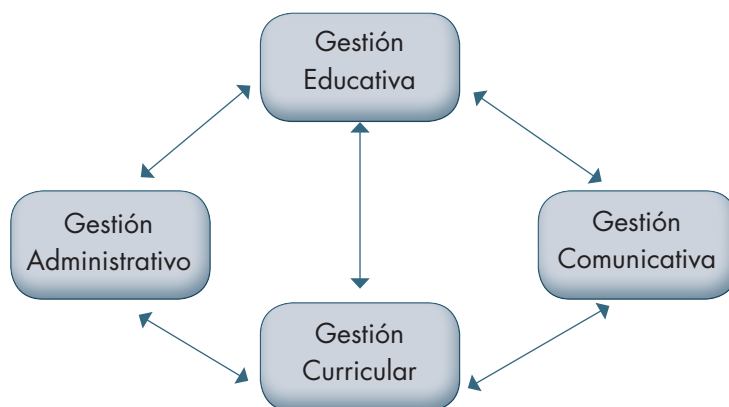 Gestión
Educativa
Gestión
Administrativo
Gestión
Comunicativa
Gestión
Curricular